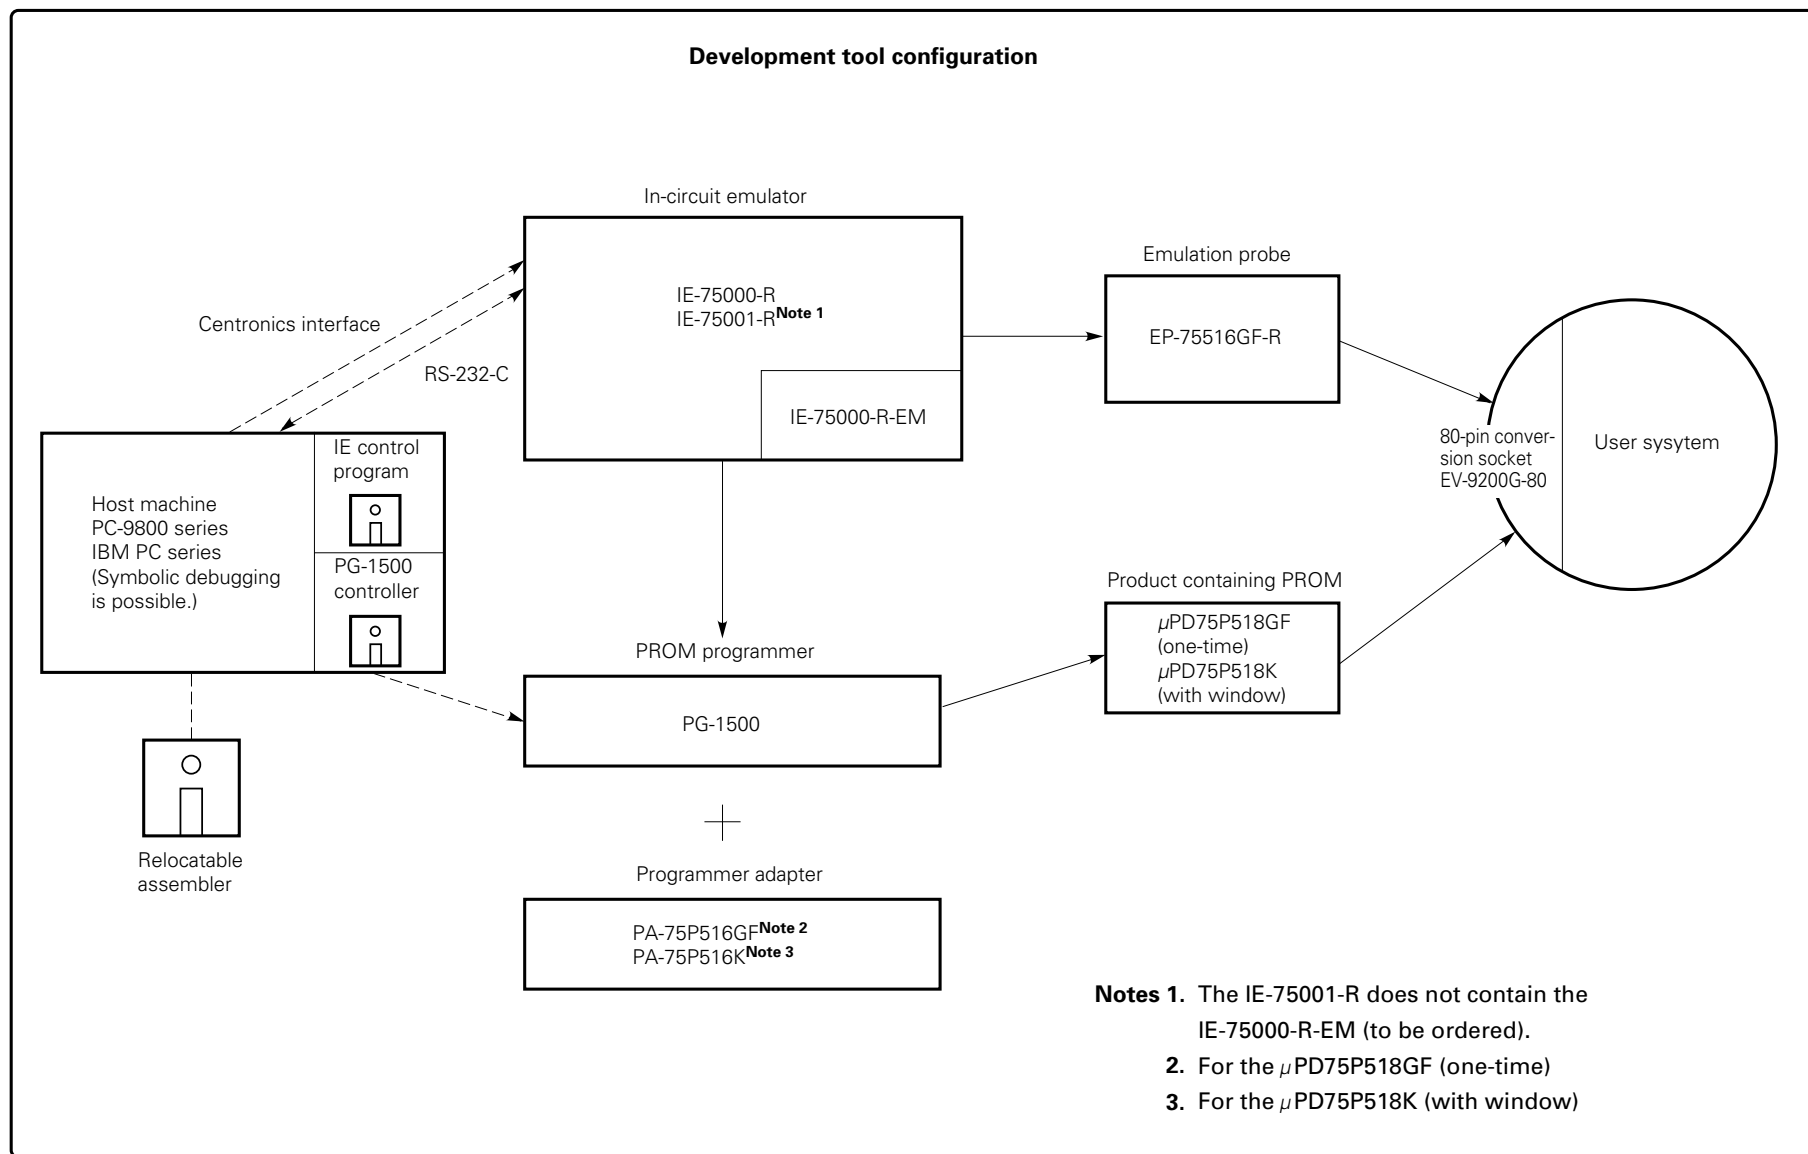 Development tool configuration
In-circuit emulator
IE-75000-R
IE-75001-RNote 1
IE-75000-R-EM
Emulation probe
EP-75516GF-R
Centronics interface
RS-232-C
Host machine
PC-9800 series
IBM PC series
(Symbolic debugging
is possible.)
IE control
program
PG-1500
controller
Relocatable
assembler
PROM programmer
PG-1500
Programmer adapter
PA-75P516GFNote 2
PA-75P516KNote 3
Product containing PROM
µPD75P518GF
(one-time)
µPD75P518K
(with window)
80-pin conver-
sion socket
EV-9200G-80
User sysytem
Notes 1. The IE-75001-R does not contain the
IE-75000-R-EM (to be ordered).
2. For the µPD75P518GF (one-time)
3. For the µPD75P518K (with window)